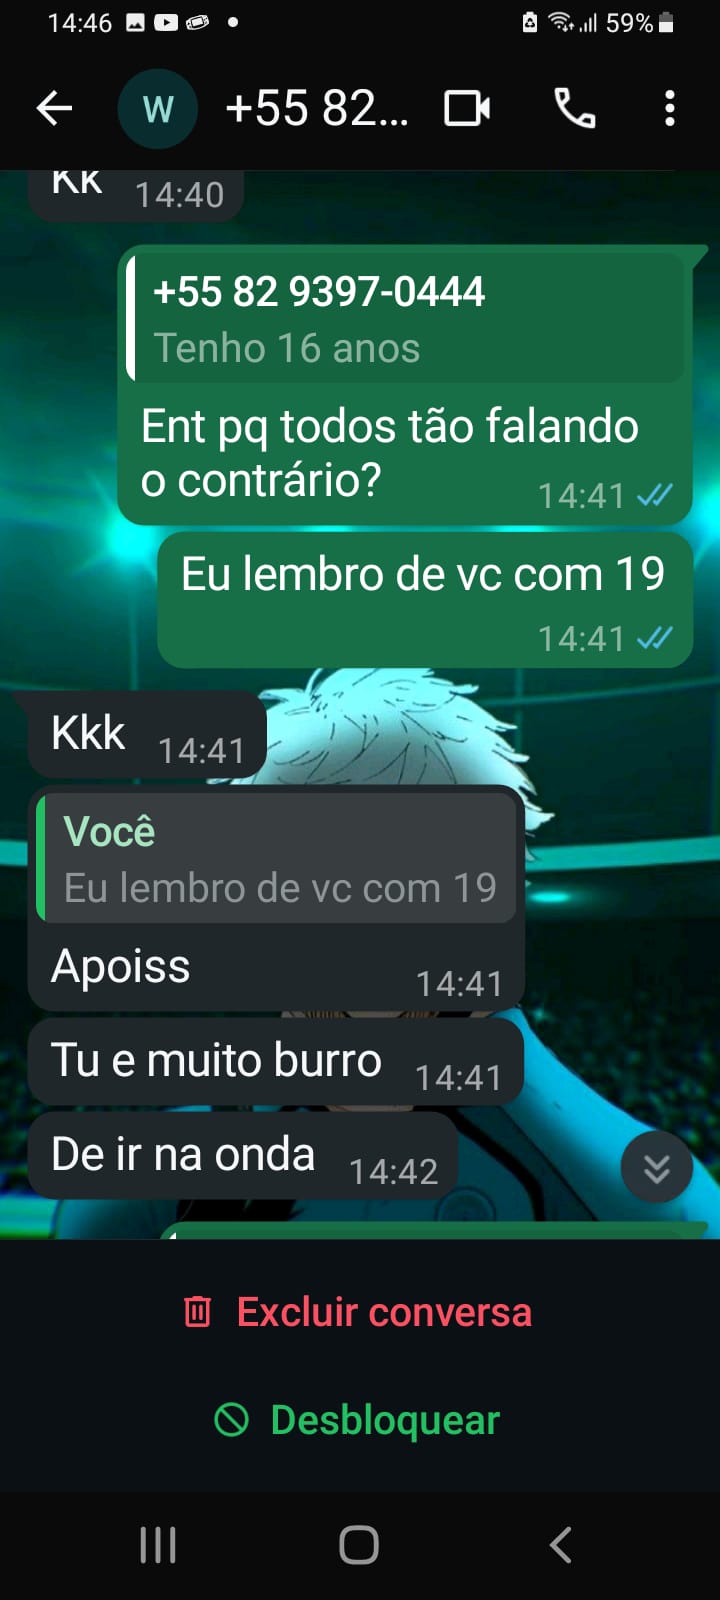 14:46
59%
W
+55 82...
Kk 14:40
+55 82 9397-0444
Tenho 16 anos
Ent pq todos tão falando
o contrário?
14:41
Eu lembro de vc com 19
14:41
Kkk 14:41
Você
Eu lembro de vc com 19
Apoiss 14:41
Tu e muito burro 14:41
De ir na onda 14:42
Excluir conversa
Desbloquear